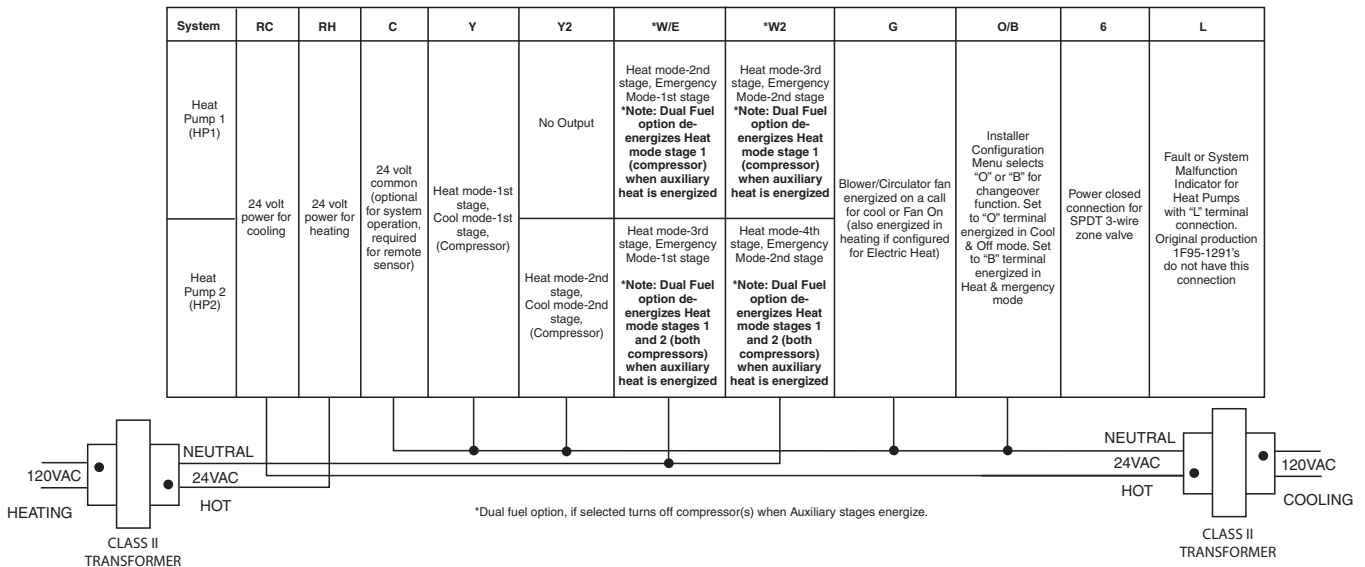 System
RC
RH
C
Y
Y2
*W/E
*W2
G
O/B
6
L
Heat
Pump 1
(HP1)
Heat
Pump 2
(HP2)
24 volt
power for
cooling
24 volt
power for
heating
24 volt
common
(optional
for system
operation,
required
for remote
sensor)
Heat mode-1st
stage,
Cool mode-1st
stage,
(Compressor)
No Output
Heat mode-2nd
stage,
Cool mode-2nd
stage,
(Compressor)
Heat mode-2nd
stage, Emergency
Mode-1st stage
*Note: Dual Fuel
option de-
energizes Heat
mode stage 1
(compressor)
when auxiliary
heat is energized
Heat mode-3rd
stage, Emergency
Mode-1st stage
*Note: Dual Fuel
option de-
energizes Heat
mode stages 1
and 2 (both
compressors)
when auxiliary
heat is energized
Heat mode-3rd
stage, Emergency
Mode-2nd stage
*Note: Dual Fuel
option de-
energizes Heat
mode stage 1
(compressor)
when auxiliary
heat is energized
Heat mode-4th
stage, Emergency
Mode-2nd stage
*Note: Dual Fuel
option de-
energizes Heat
mode stages 1
and 2 (both
compressors)
when auxiliary
heat is energized
Blower/Circulator fan
energized on a call
for cool or Fan On
(also energized in
heating if configured
for Electric Heat)
Installer
Configuration
Menu selects
“O” or “B” for
changeover
function. Set
to “O” terminal
energized in Cool
& Off mode. Set
to “B” terminal
energized in
Heat & mergency
mode
Power closed
connection for
SPDT 3-wire
zone valve
Fault or System
Malfunction
Indicator for
Heat Pumps
with “L” terminal
connection.
Original production
1F95-1291's
do not have this
connection
120VAC
HEATING
NEUTRAL
24VAC
HOT
CLASS II
TRANSFORMER
*Dual fuel option, if selected turns off compressor(s) when Auxiliary stages energize.
NEUTRAL
24VAC
HOT
120VAC
COOLING
CLASS II
TRANSFORMER